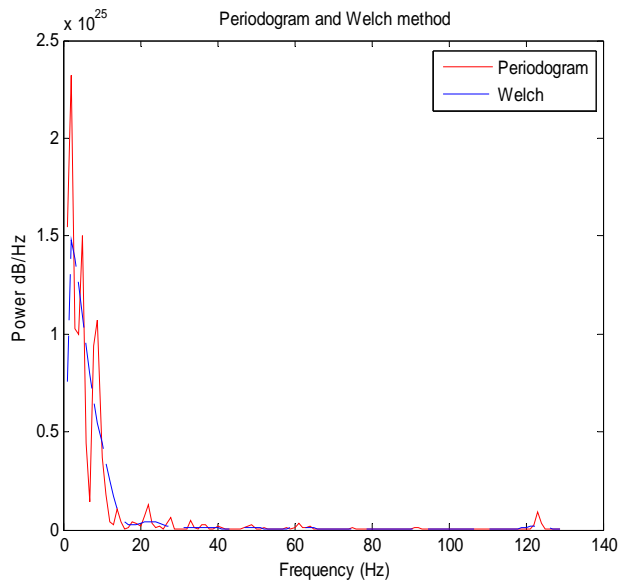 Periodogram and Welch method
x 10^25
2.5
2
1.5
1
0.5
0
0 20 40 60 80 100 120 140
Periodogram
Welch
Power dB/Hz
Frequency (Hz)